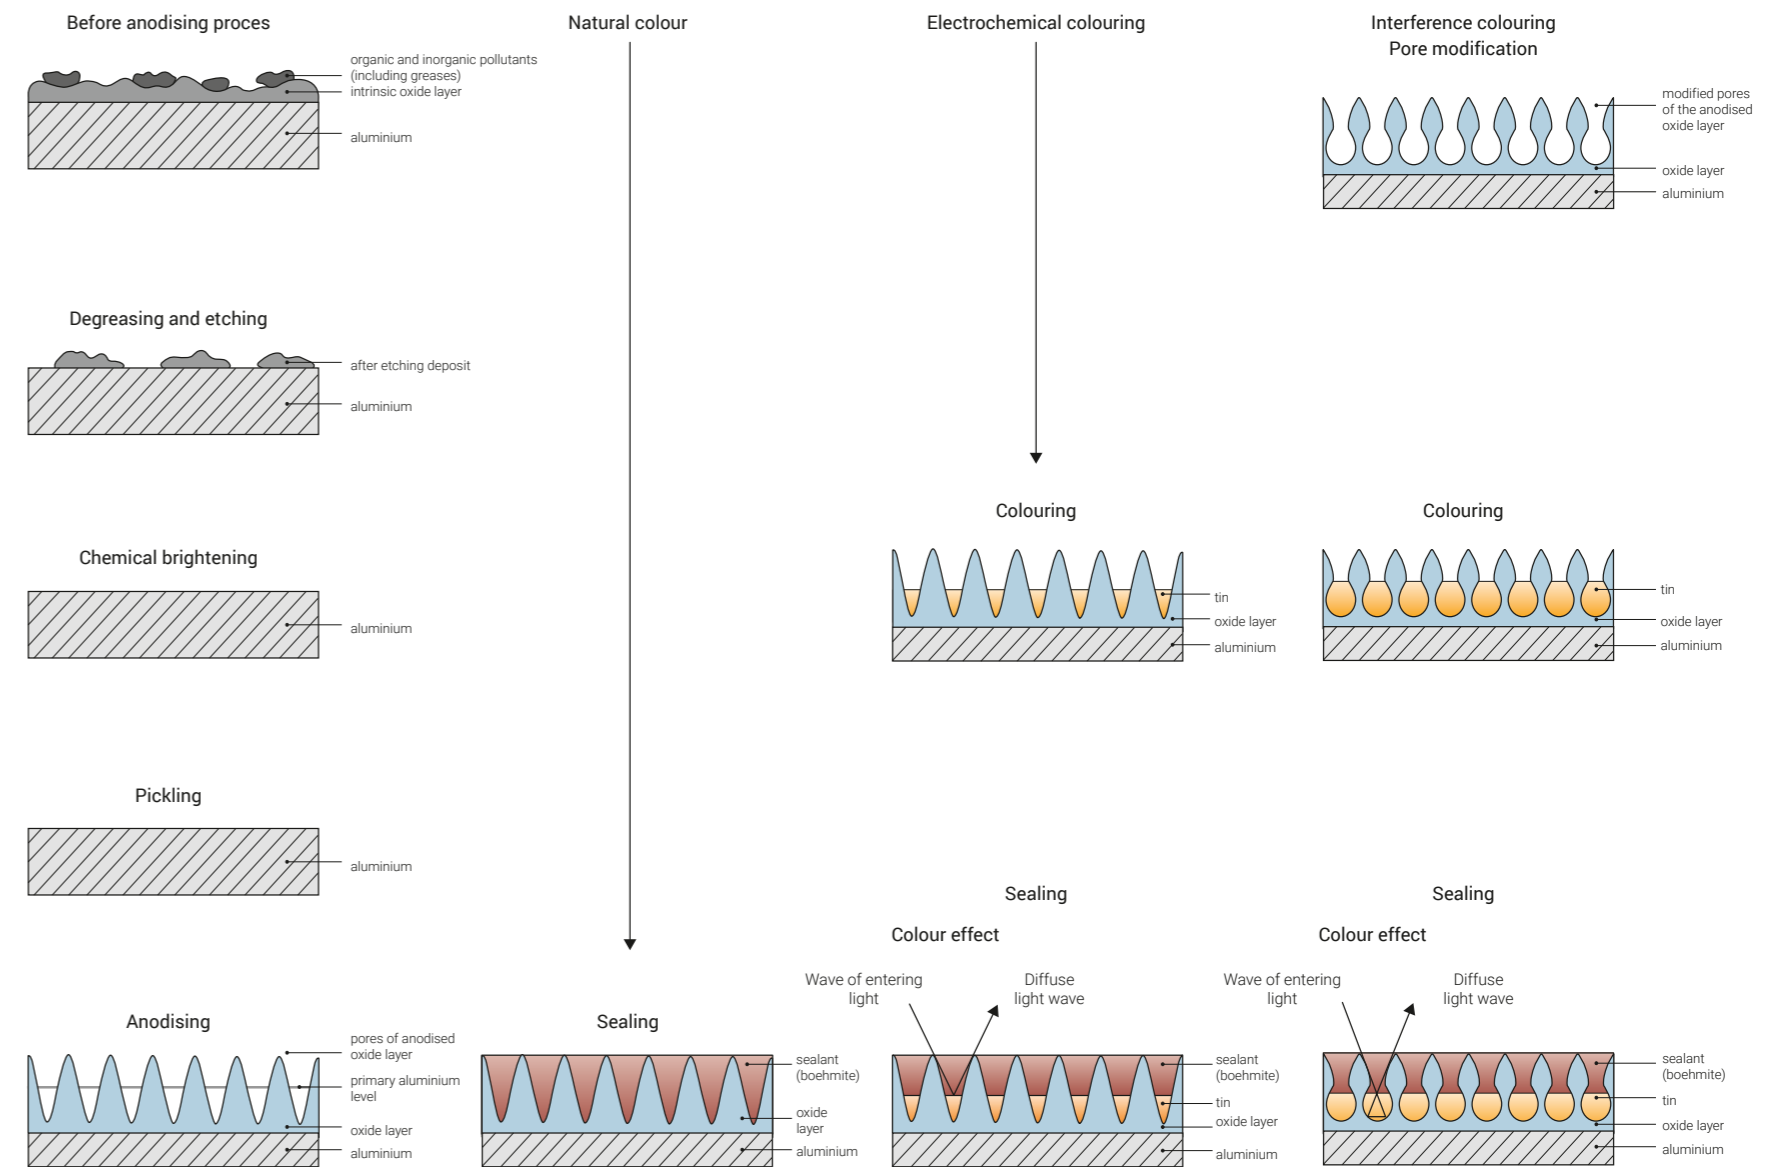 Before anodising proces
organic and inorganic pollutants
(including greases)
intrinsic oxide layer
aluminium
Degreasing and etching
after etching deposit
aluminium
Chemical brightening
aluminium
Pickling
aluminium
Anodising
pores of anodised
oxide layer
primary aluminium
level
oxide layer
aluminium
Natural colour
Sealing
sealant
(boehmite)
oxide
layer
aluminium
Electrochemical colouring
Colouring
tin
oxide layer
aluminium
Sealing
Colour effect
Wave of entering
light
Diffuse
light wave
sealant
(boehmite)
tin
oxide layer
aluminium
Interference colouring
Pore modification
modified pores
of the anodised
oxide layer
oxide layer
aluminium
Colouring
tin
oxide layer
aluminium
Sealing
Colour effect
Wave of entering
light
Diffuse
light wave
sealant
(boehmite)
tin
oxide layer
aluminium